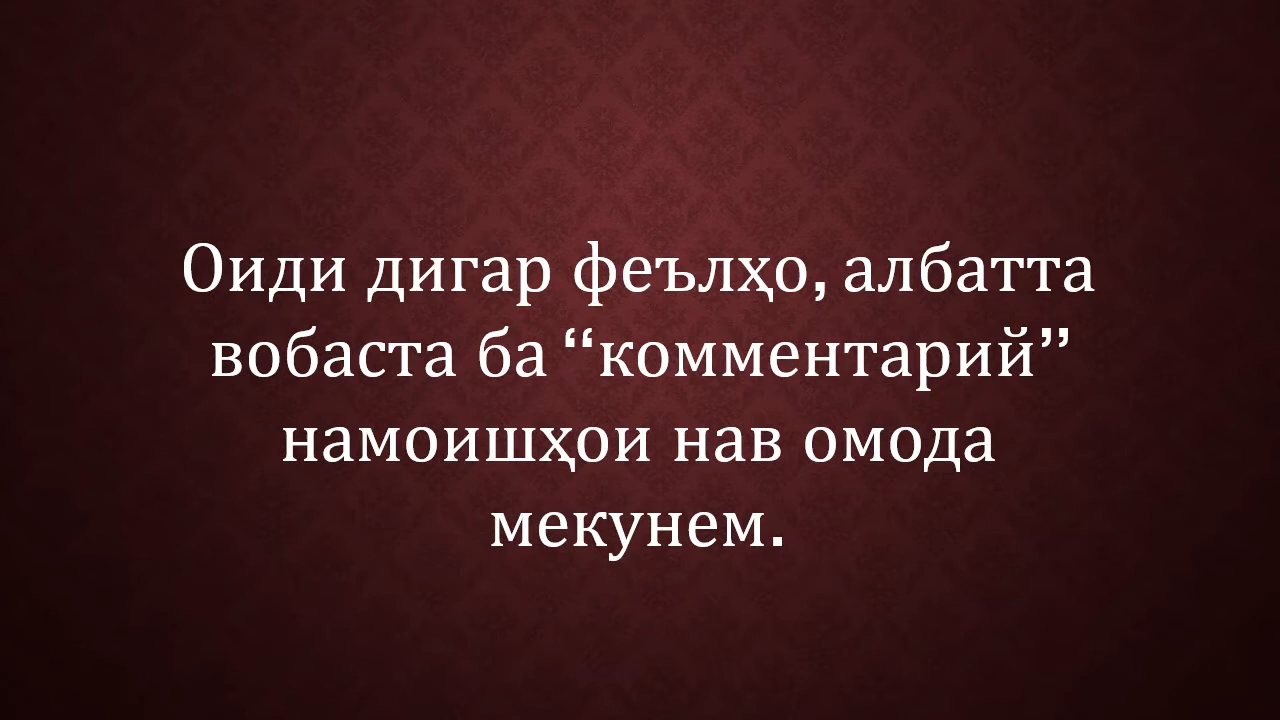 Оиди дигар феълҳо, албатта
вобаста ба “комментарий”
намоишҳои нав омода
мекунем.